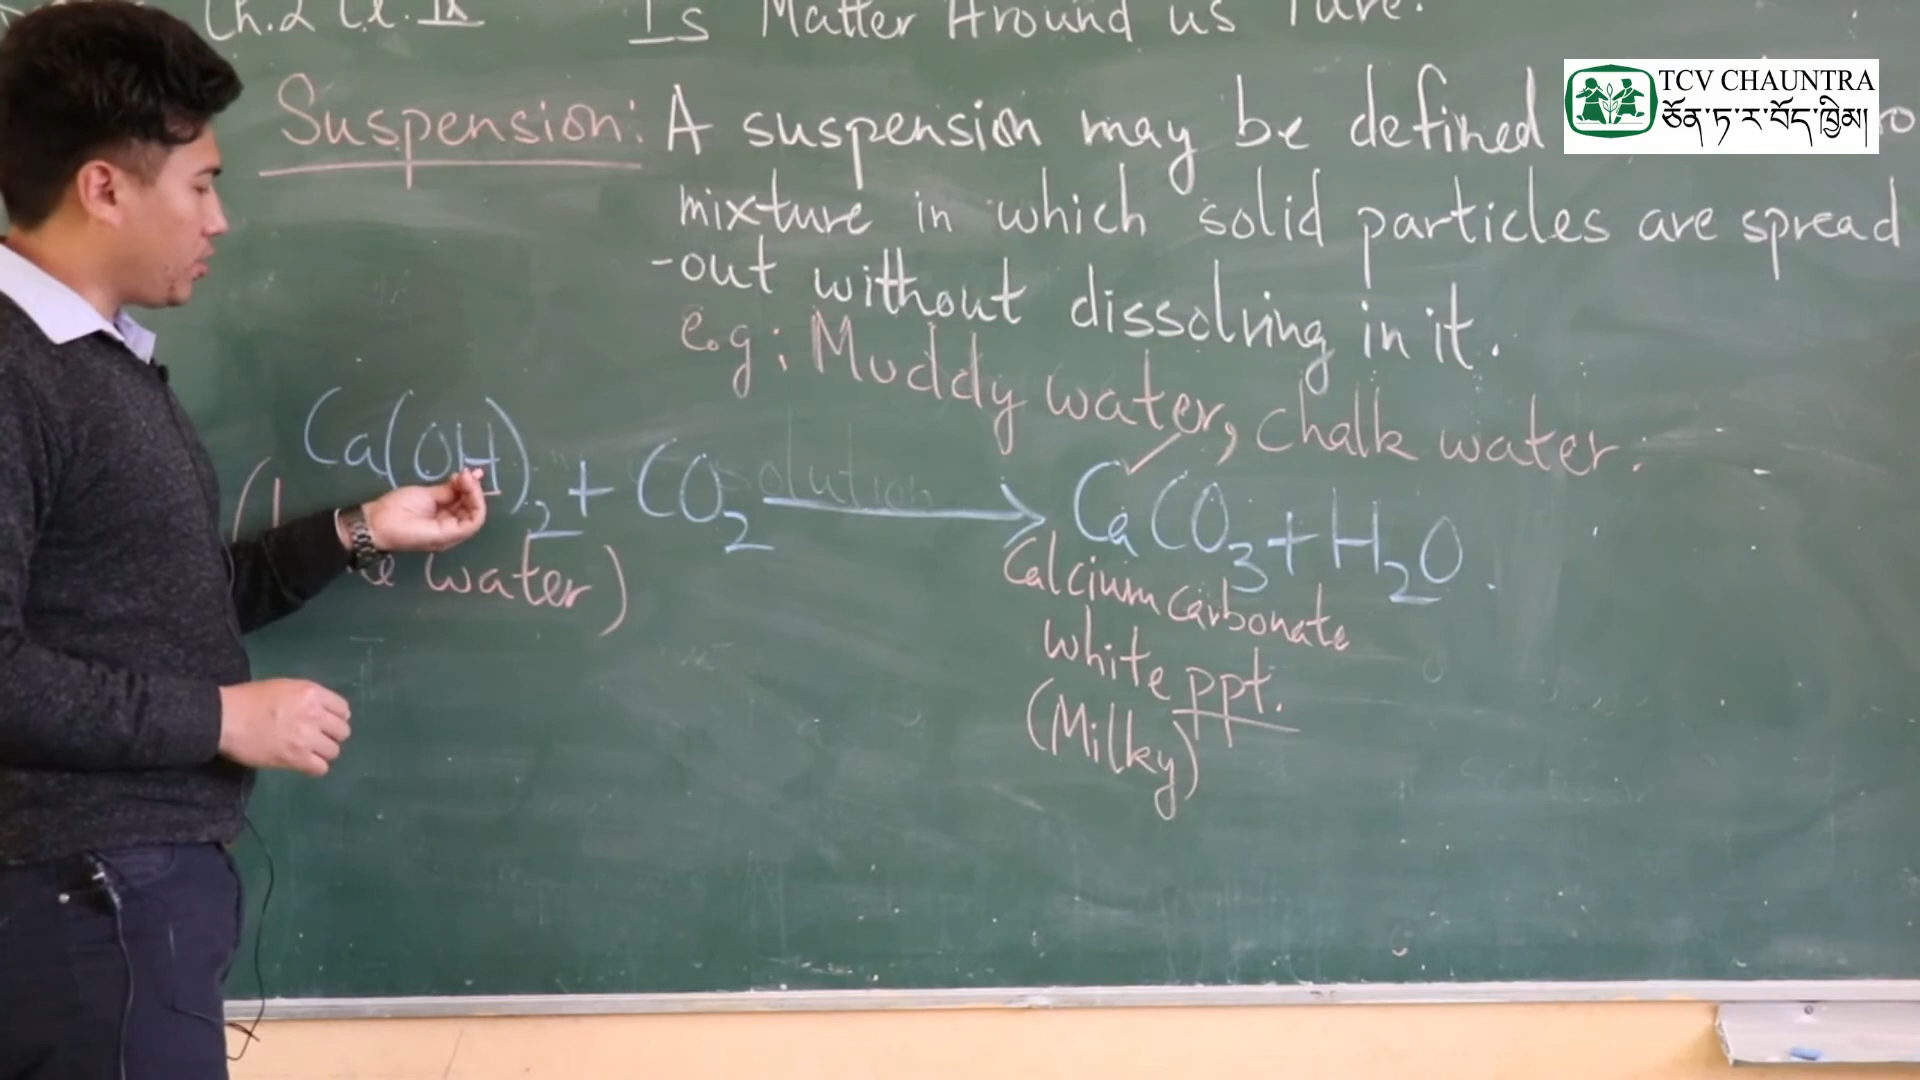 Ch.2 Cl. IX Is Matter Around us Pure.
Suspension: A suspension may be defined
mixture in which solid particles are spread
-out without dissolving in it.
e.g; Muddy water, chalk water.
Ca(OH)2 + CO2 → CaCO3 + H2O.
water)
Calcium carbonate
white ppt.
(Milky)
TCV CHAUNTRA
ཅོན་ཏ་ར་བོད་ཁྱིམ།